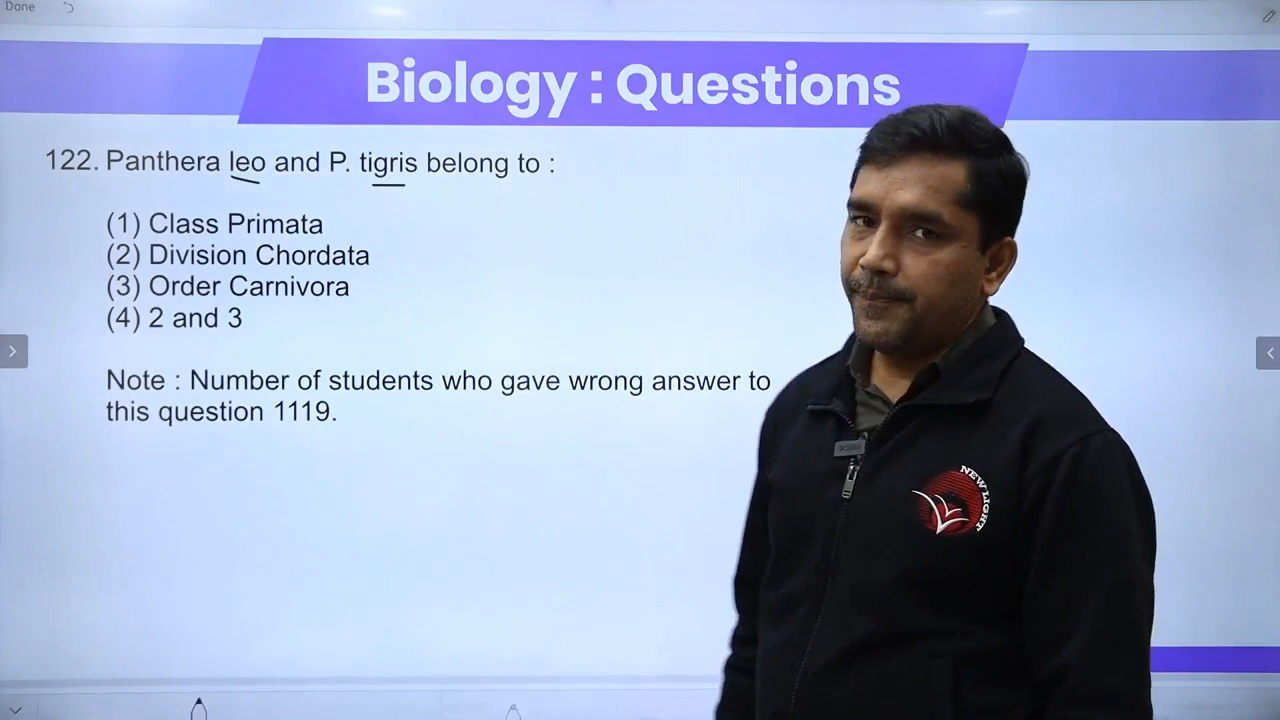 Done
Biology : Questions
122. Panthera leo and P. tigris belong to :
(1) Class Primata
(2) Division Chordata
(3) Order Carnivora
(4) 2 and 3
Note : Number of students who gave wrong answer to
this question 1119.
NEW LIGHT